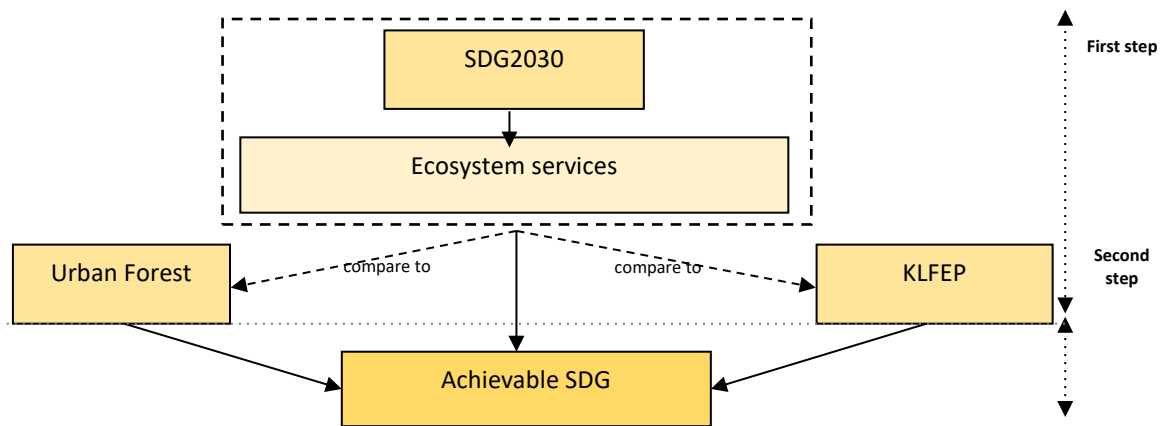 SDG2030
First step
Ecosystem services
Urban Forest
compare to
compare to
KLFEP
Second
step
Achievable SDG